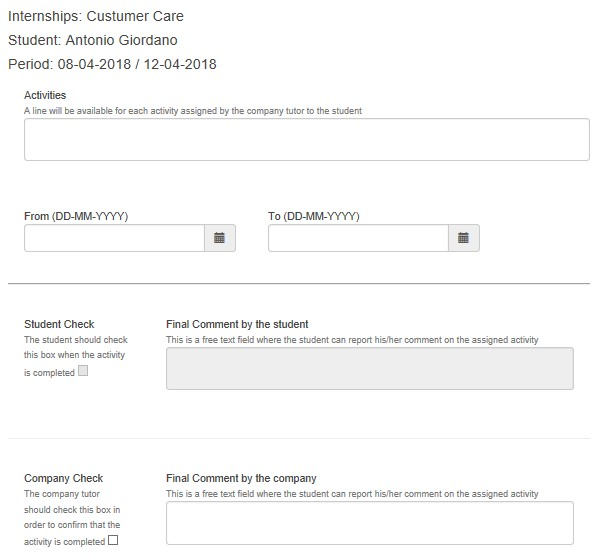 Internships: Custumer Care
Student: Antonio Giordano
Period: 08-04-2018 / 12-04-2018
Activities
A line will be available for each activity assigned by the company tutor to the student
From (DD-MM-YYYY)
To (DD-MM-YYYY)
Student Check
The student should check
this box when the activity
is completed
Final Comment by the student
This is a free text field where the student can report his/her comment on the assigned activity
Company Check
The company tutor
should check this box in
order to confirm that the
activity is completed
Final Comment by the company
This is a free text field where the student can report his/her comment on the assigned activity